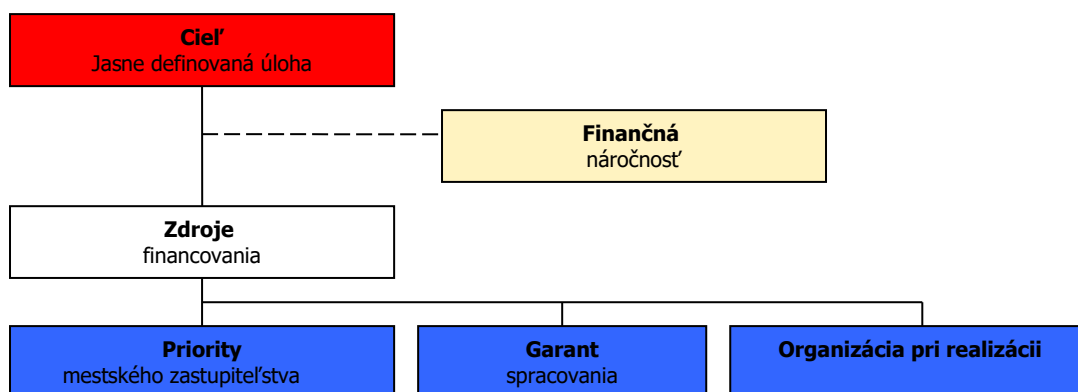 Cieľ
Jasne definovaná úloha
Finančná
náročnosť
Zdroje
financovania
Priority
mestského zastupiteľstva
Garant
spracovania
Organizácia pri realizácii